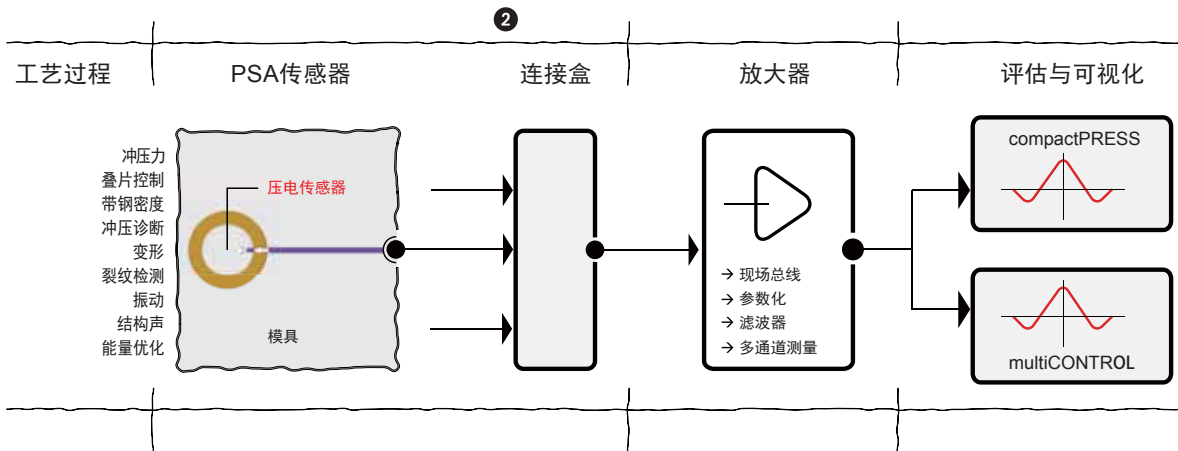 2
工艺过程
PSA传感器
连接盒
放大器
评估与可视化
冲压力
叠片控制
带钢密度
冲压诊断
变形
裂纹检测
振动
结构声
能量优化
压电传感器
模具
→ 现场总线
→ 参数化
→ 滤波器
→ 多通道测量
compactPRESS
multiCONTROL